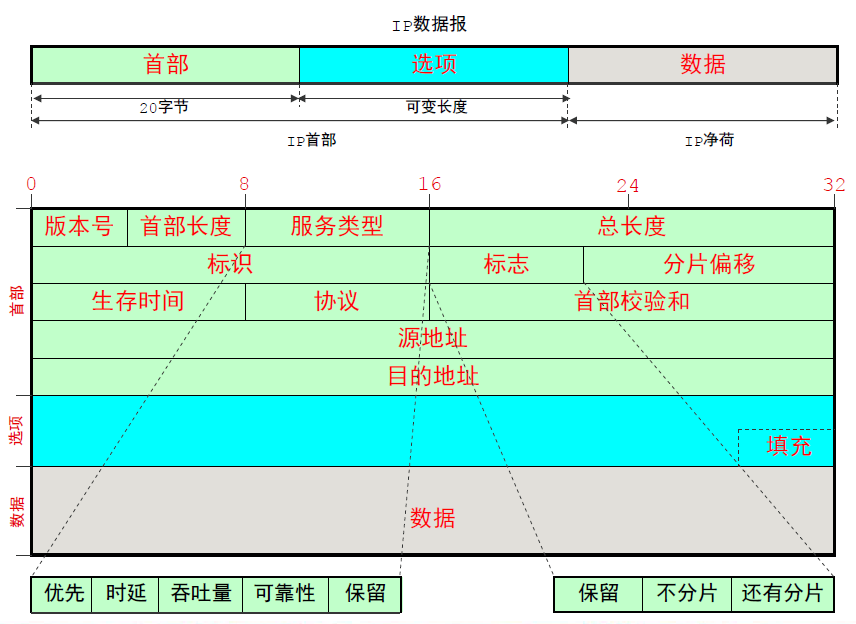 IP数据报
首部 选项 数据
20字节 可变长度
IP首部 IP净荷
0 8 16 24 32
版本号 首部长度 服务类型 总长度
标识 标志 分片偏移
生存时间 协议 首部校验和
首部
源地址
目的地址
选项
填充
数据
数据
优先 时延 吞吐量 可靠性 保留 保留 不分片 还有分片